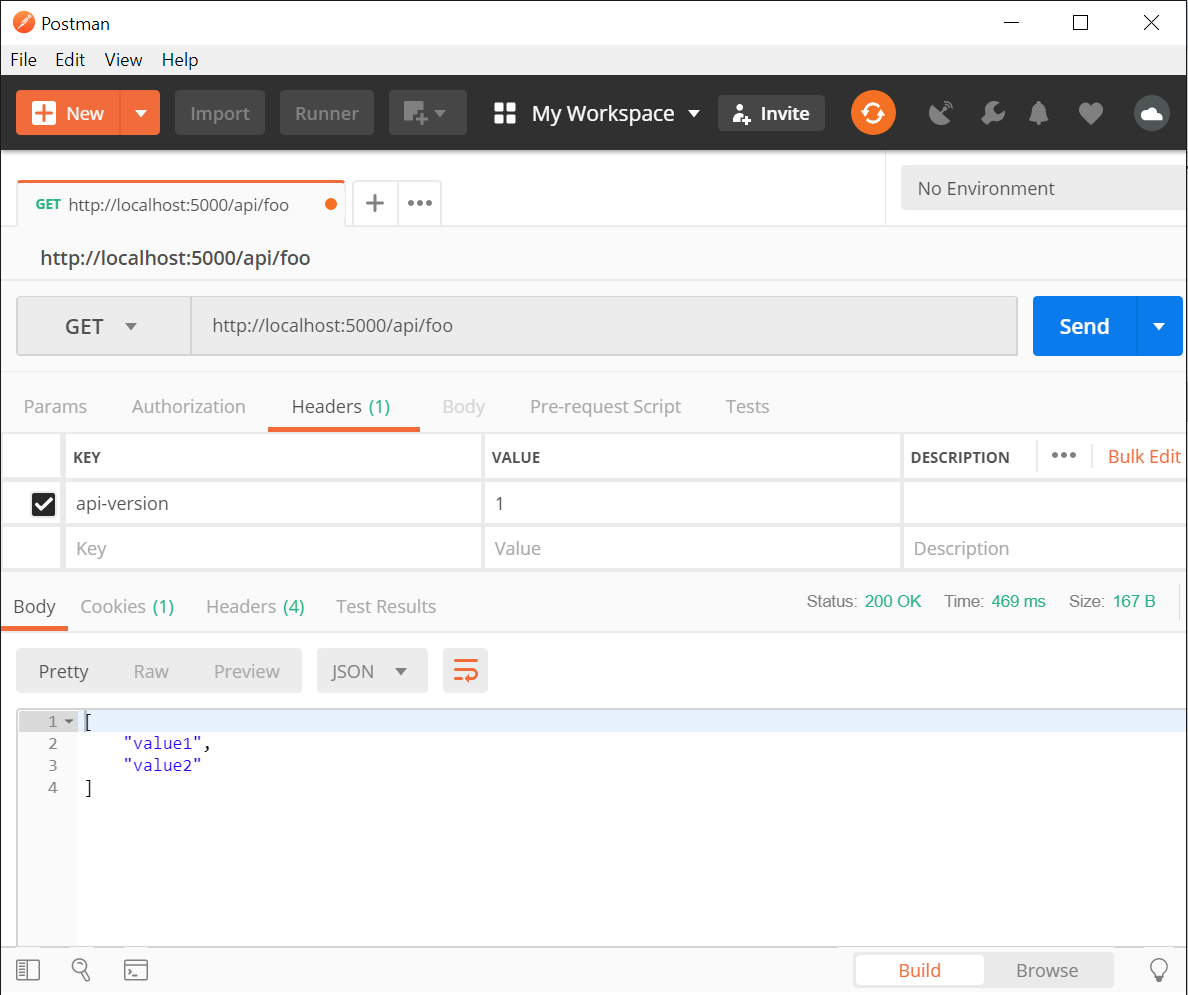 Postman
File Edit View Help
New Import Runner My Workspace Invite
GET http://localhost:5000/api/foo No Environment
http://localhost:5000/api/foo
GET http://localhost:5000/api/foo Send
Params Authorization Headers (1) Body Pre-request Script Tests
KEY VALUE DESCRIPTION Bulk Edit
api-version 1
Key Value Description
Body Cookies (1) Headers (4) Test Results Status: 200 OK Time: 469 ms Size: 167 B
Pretty Raw Preview JSON
1 [
2 "value1",
3 "value2"
4 ]
Build Browse